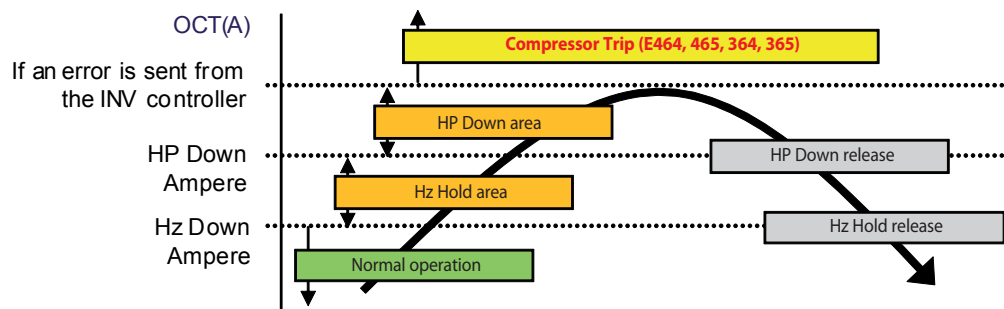 OCT(A)
Compressor Trip (E464, 465, 364, 365)
If an error is sent from
the INV controller
HP Down area
HP Down
Ampere
HP Down release
Hz Hold area
Hz Down
Ampere
Hz Hold release
Normal operation